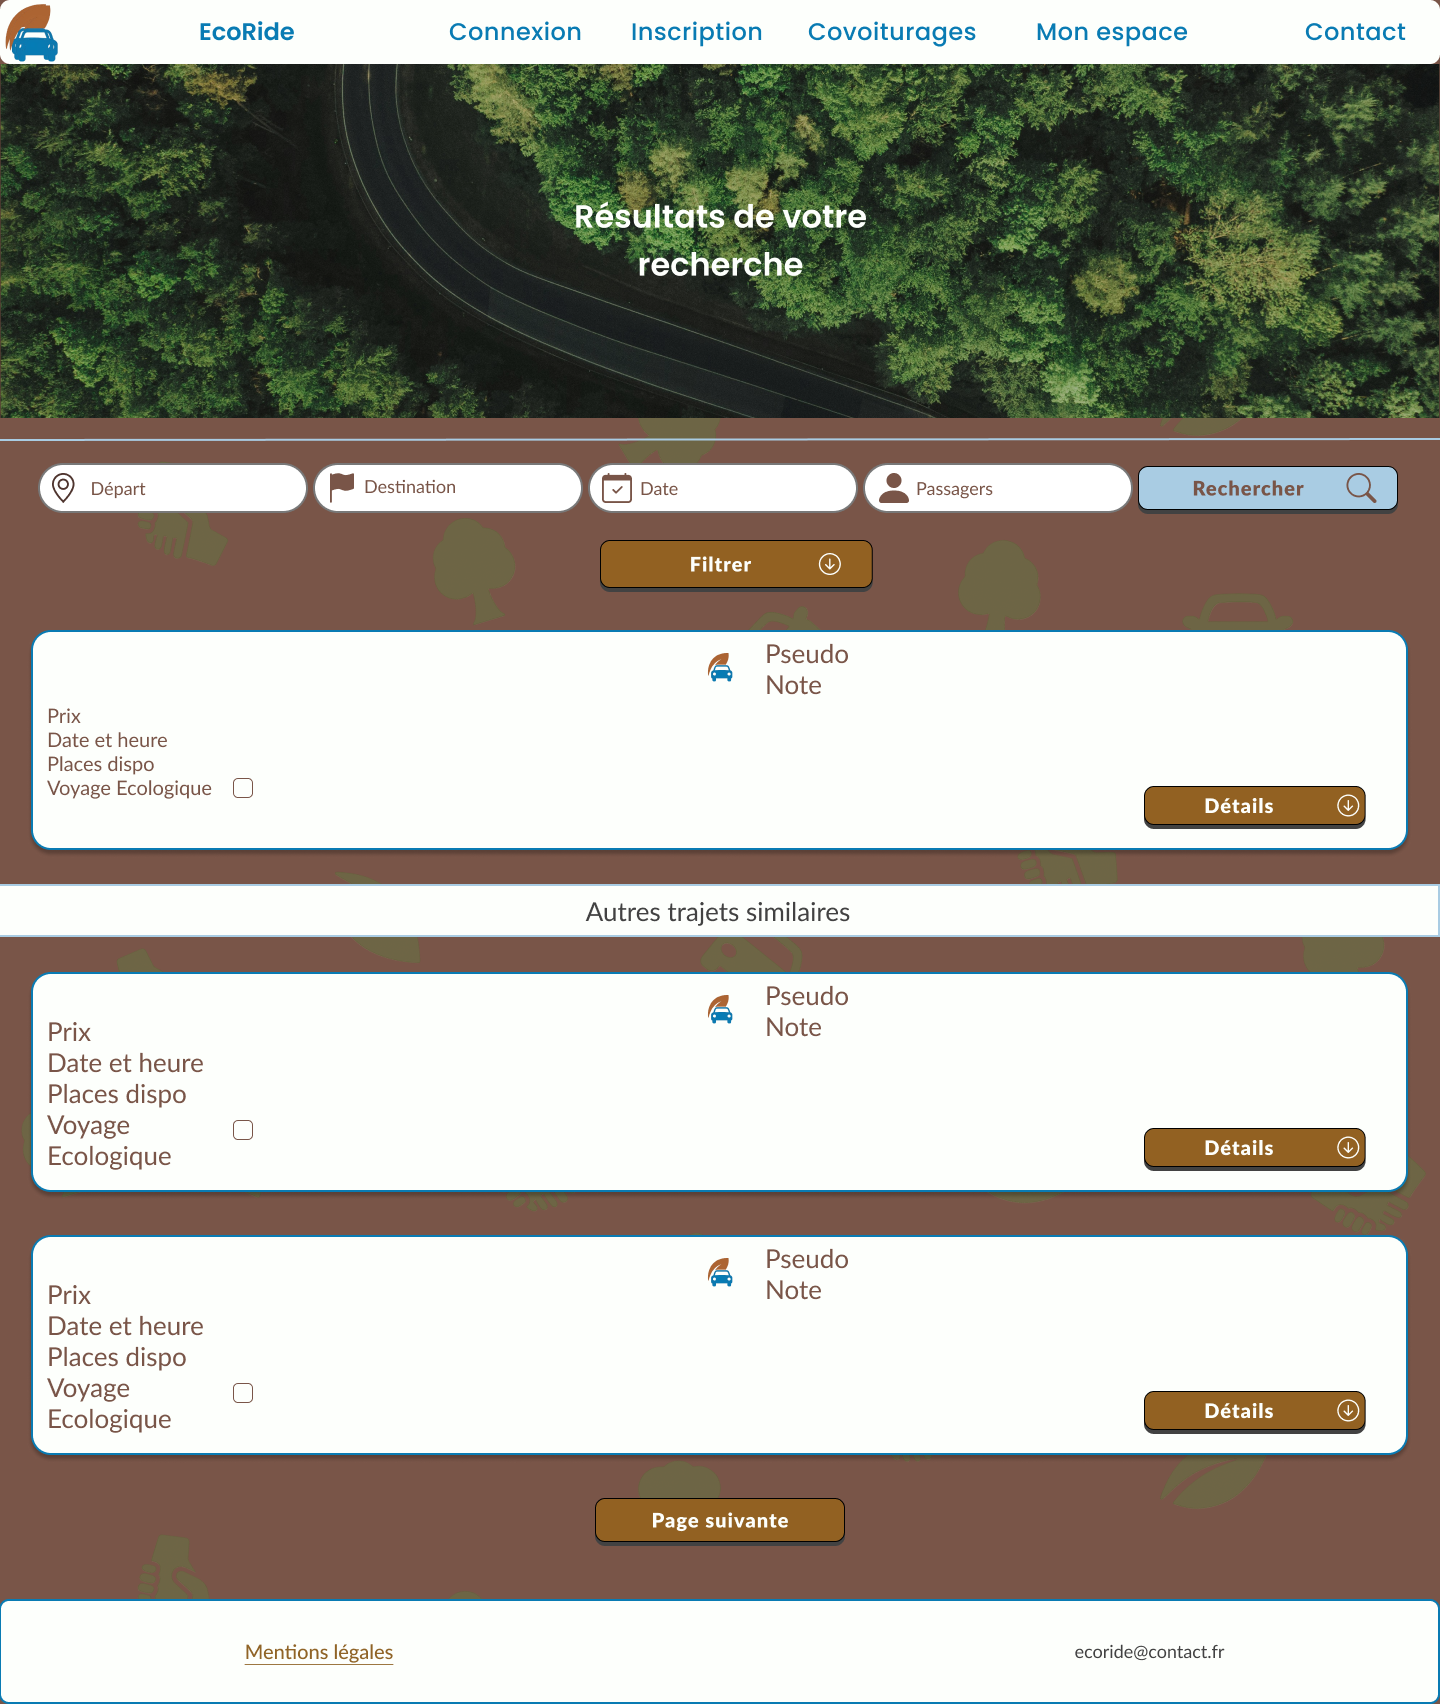 EcoRide Connexion Inscription Covoiturages Mon espace Contact
Résultats de votre
recherche
Départ Destination Date Passagers Rechercher
Filtrer
Pseudo
Note
Prix
Date et heure
Places dispo
Voyage Ecologique
Détails
Autres trajets similaires
Pseudo
Note
Prix
Date et heure
Places dispo
Voyage
Ecologique
Détails
Pseudo
Note
Prix
Date et heure
Places dispo
Voyage
Ecologique
Détails
Page suivante
Mentions légales ecoride@contact.fr